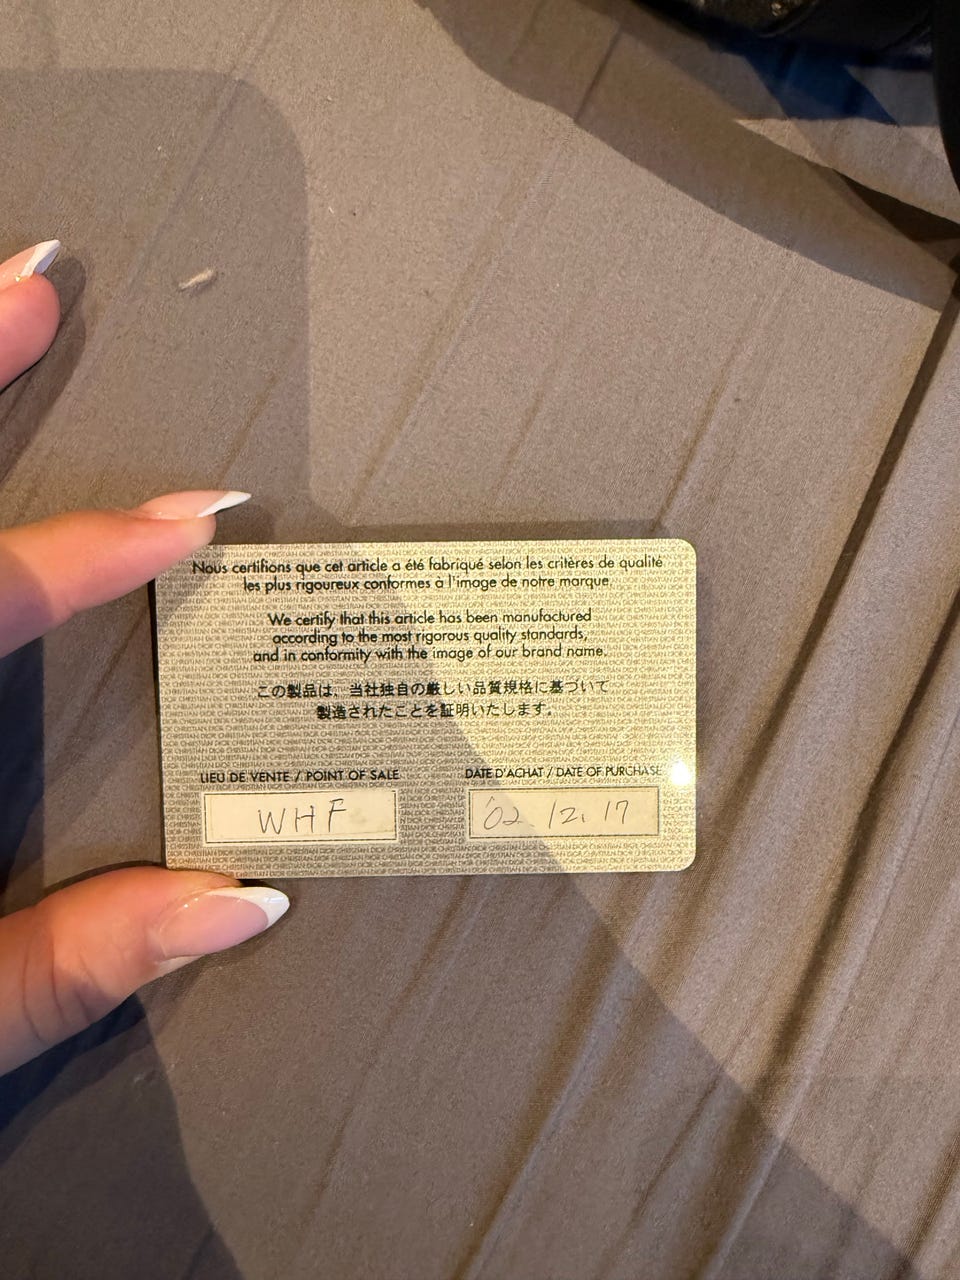 Nous certifions que cet article a été fabriqué selon les critères de qualité
les plus rigoureux conformes à l'image de notre marque.
We certify that this article has been manufactured
according to the most rigorous quality standards,
and in conformity with the image of our brand name.
この製品は、当社独自の厳しい品質規格に基づいて
製造されたことを証明いたします。
LIEU DE VENTE / POINT OF SALE
DATE D'ACHAT / DATE OF PURCHASE
WHF
'02 12. 17